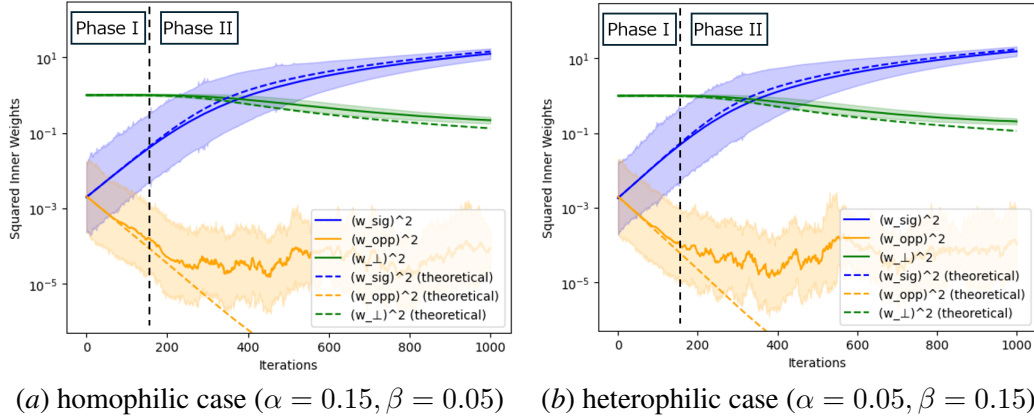 Phase I
Phase II
Squared Inner Weights
10^1
10^-1
10^-3
10^-5
(w_sig)^2
(w_opp)^2
(w_⊥)^2
(w_sig)^2 (theoretical)
(w_opp)^2 (theoretical)
(w_⊥)^2 (theoretical)
0 200 400 600 800 1000
Iterations
(a) homophilic case (α = 0.15, β = 0.05)
Phase I
Phase II
Squared Inner Weights
10^1
10^-1
10^-3
10^-5
(w_sig)^2
(w_opp)^2
(w_⊥)^2
(w_sig)^2 (theoretical)
(w_opp)^2 (theoretical)
(w_⊥)^2 (theoretical)
0 200 400 600 800 1000
Iterations
(b) heterophilic case (α = 0.05, β = 0.15)